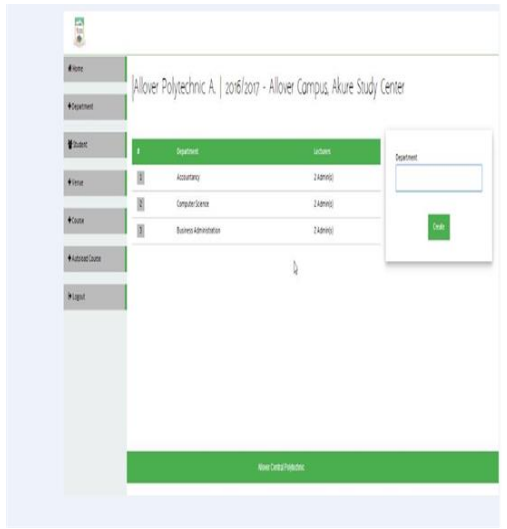 Home
Department
Student
Venue
Course
Autoload Course
Logout
Allover Polytechnic A. | 2016/2017 - Allover Campus, Akure Study Center
# Department Lecturers
1 Accountancy 2 Admin(s)
2 Computer Science 2 Admin(s)
3 Business Administration 2 Admin(s)
Department
Create
Allover Central Polytechnic